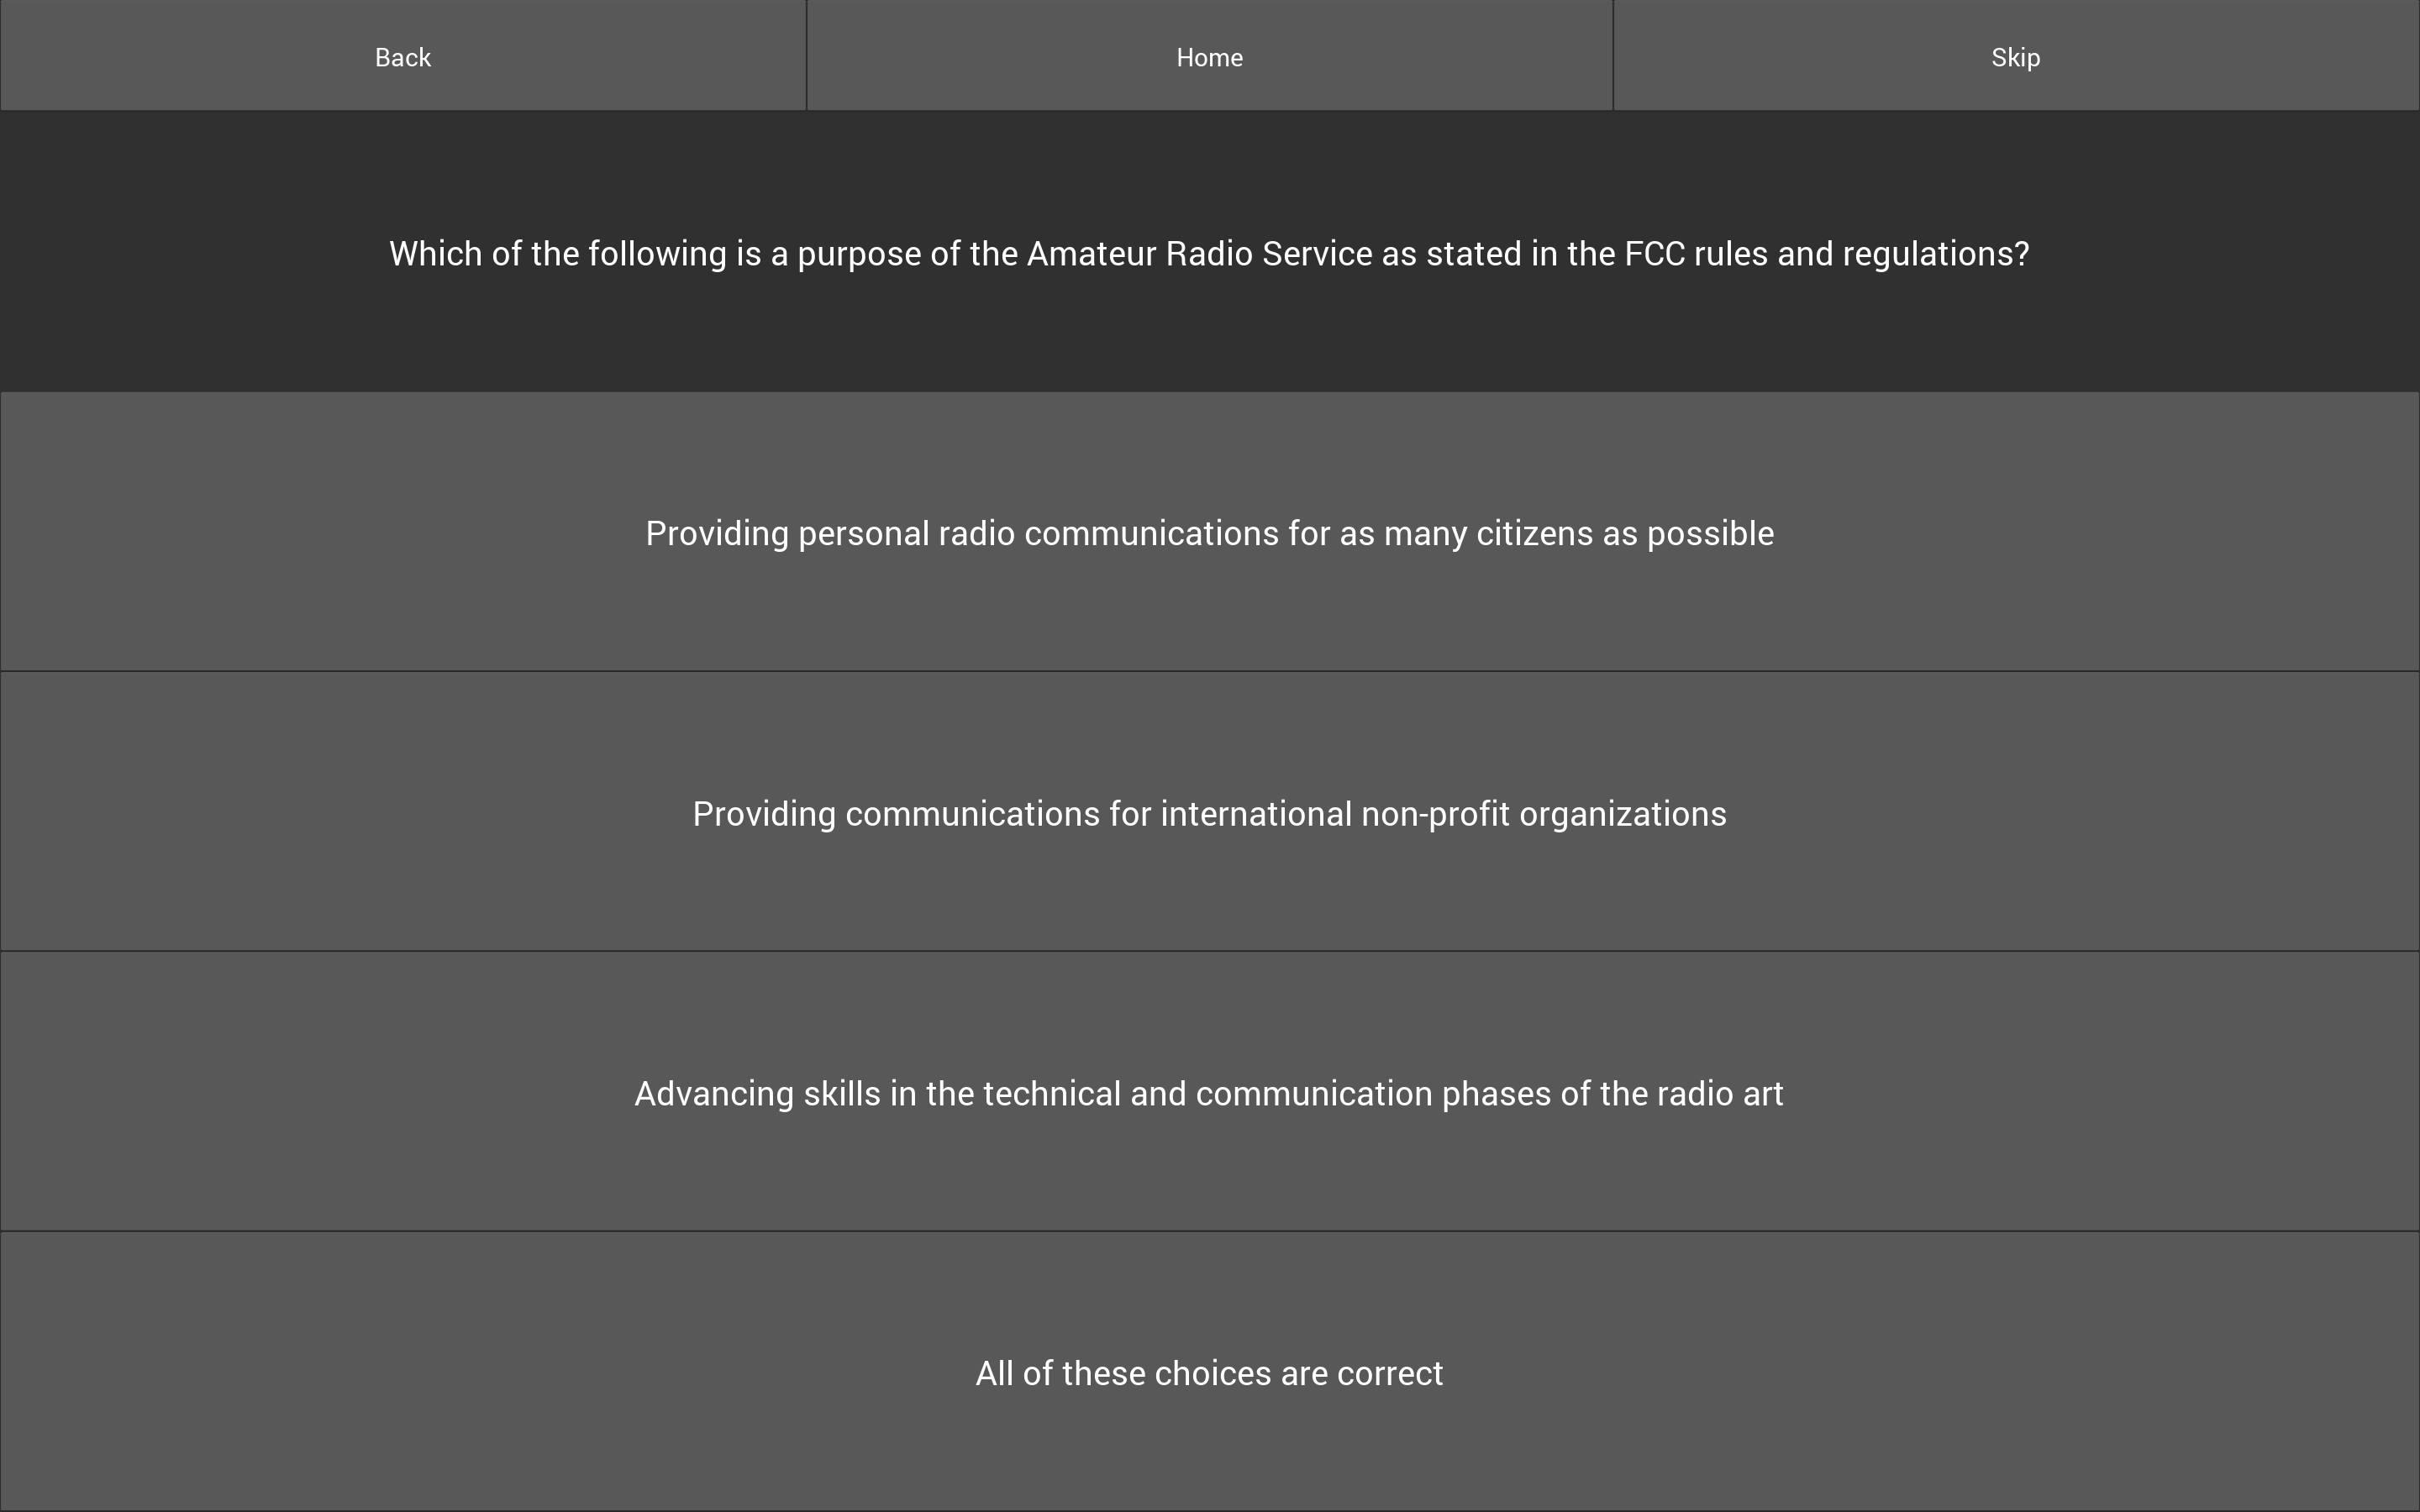 Back
Home
Skip
Which of the following is a purpose of the Amateur Radio Service as stated in the FCC rules and regulations?
Providing personal radio communications for as many citizens as possible
Providing communications for international non-profit organizations
Advancing skills in the technical and communication phases of the radio art
All of these choices are correct